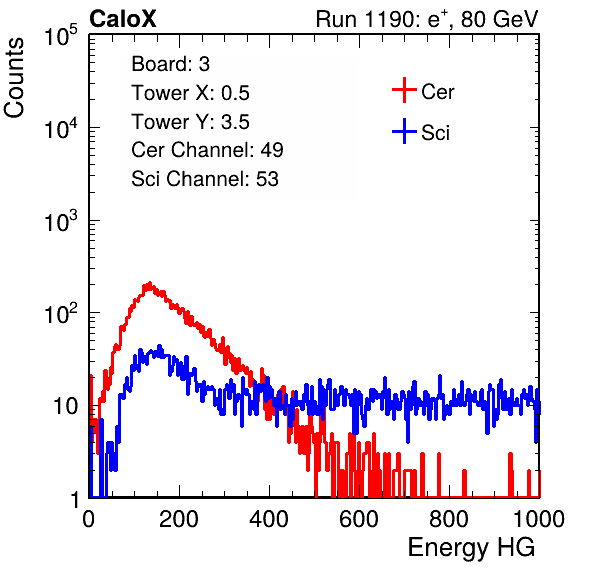 CaloX Run 1190: e⁺, 80 GeV
Counts
10⁵
10⁴
10³
10²
10
1
Board: 3
Tower X: 0.5
Tower Y: 3.5
Cer Channel: 49
Sci Channel: 53
Cer
Sci
0 200 400 600 800 1000
Energy HG